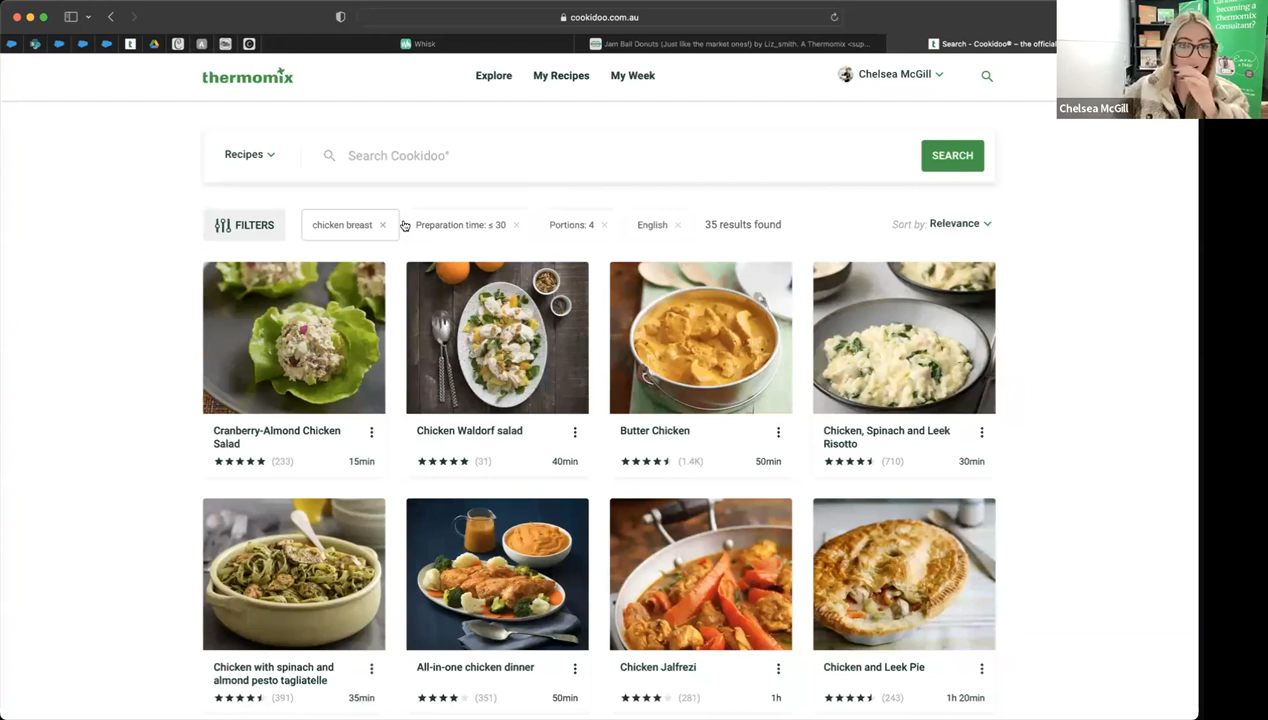 cookidoo.com.au
Whisk
Jam Ball Donuts (Just like the market ones!) by Liz_smith. A Thermomix <sup...
Search - Cookidoo® – the official
becoming a
Thermomix
Consultant?
Chelsea McGill
thermomix
Explore
My Recipes
My Week
Chelsea McGill
Recipes
Search Cookidoo®
SEARCH
FILTERS
chicken breast ×
Preparation time: ≤ 30 ×
Portions: 4 ×
English ×
35 results found
Sort by: Relevance
Cranberry-Almond Chicken
Salad
(233) 15min
Chicken Waldorf salad
(31) 40min
Butter Chicken
(1.4K) 50min
Chicken, Spinach and Leek
Risotto
(710) 30min
Chicken with spinach and
almond pesto tagliatelle
(391) 35min
All-in-one chicken dinner
(351) 50min
Chicken Jalfrezi
(281) 1h
Chicken and Leek Pie
(243) 1h 20min